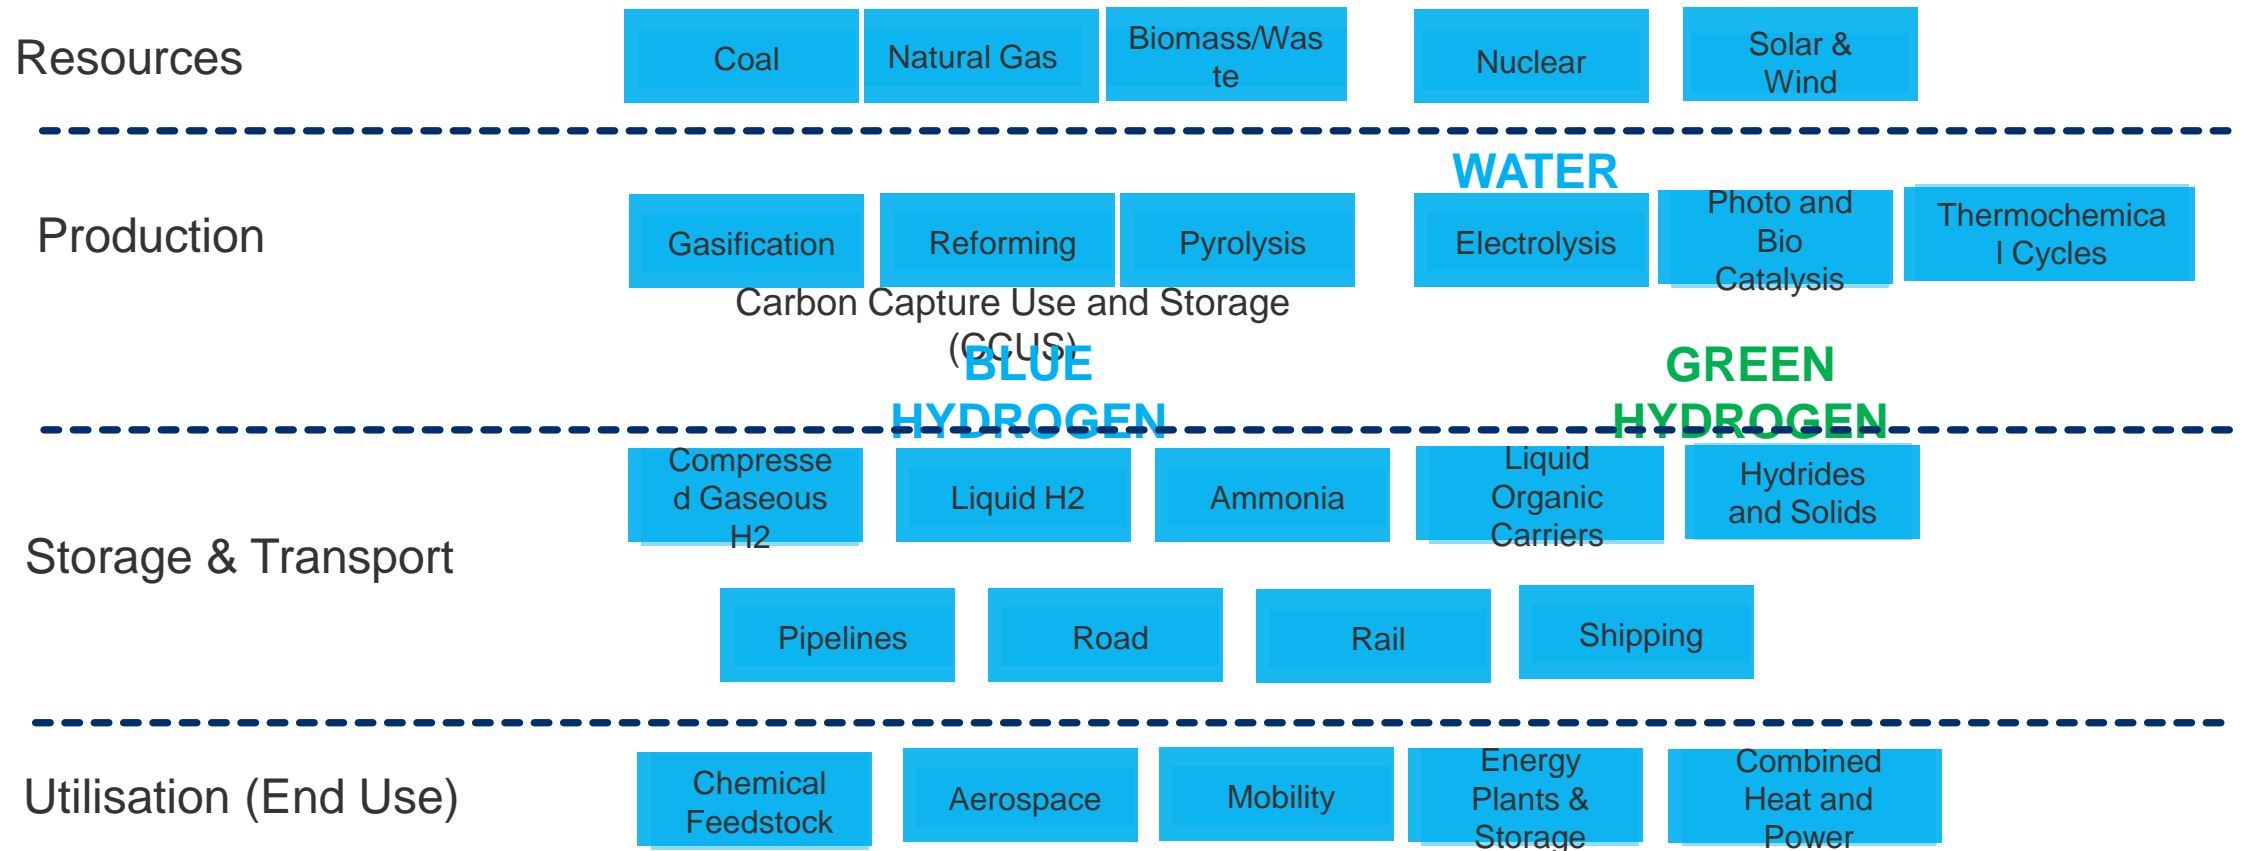 Resources
Coal
Natural Gas
Biomass/Was
te
Nuclear
Solar &
Wind
WATER
Production
Gasification
Reforming
Pyrolysis
Electrolysis
Photo and
Bio
Catalysis
Thermochemica
l Cycles
Carbon Capture Use and Storage
(CCUS)
BLUE
HYDROGEN
GREEN
HYDROGEN
Storage & Transport
Compresse
d Gaseous
H2
Liquid H2
Ammonia
Liquid
Organic
Carriers
Hydrides
and Solids
Pipelines
Road
Rail
Shipping
Utilisation (End Use)
Chemical
Feedstock
Aerospace
Mobility
Energy
Plants &
Storage
Combined
Heat and
Power